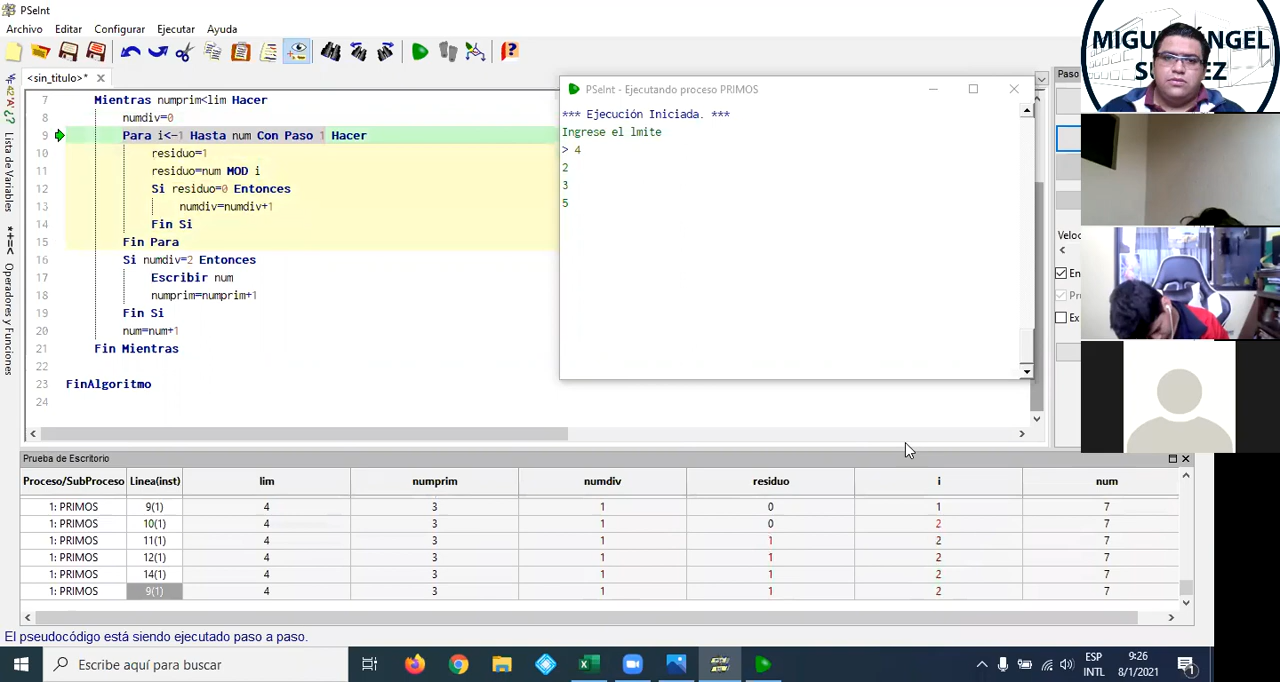 PSeInt
Archivo Editar Configurar Ejecutar Ayuda
<sin_titulo>*
Lista de Variables
*+=< Operadores y Funciones
7 Mientras numprim<lim Hacer
8 numdiv=0
9 Para i<-1 Hasta num Con Paso 1 Hacer
10 residuo=1
11 residuo=num MOD i
12 Si residuo=0 Entonces
13 numdiv=numdiv+1
14 Fin Si
15 Fin Para
16 Si numdiv=2 Entonces
17 Escribir num
18 numprim=numprim+1
19 Fin Si
20 num=num+1
21 Fin Mientras
22
23 FinAlgoritmo
24
PSeInt - Ejecutando proceso PRIMOS
*** Ejecución Iniciada. ***
Ingrese el lmite
> 4
2
3
5
Paso
Veloc
En
Ex
Prueba de Escritorio
Proceso/SubProceso Linea(inst) lim numprim numdiv residuo i num
1: PRIMOS 9(1) 4 3 1 0 1 7
1: PRIMOS 10(1) 4 3 1 0 2 7
1: PRIMOS 11(1) 4 3 1 1 2 7
1: PRIMOS 12(1) 4 3 1 1 2 7
1: PRIMOS 14(1) 4 3 1 1 2 7
1: PRIMOS 9(1) 4 3 1 1 2 7
El pseudocódigo está siendo ejecutado paso a paso.
Escribe aquí para buscar
ESP
INTL
9:26
8/1/2021
1